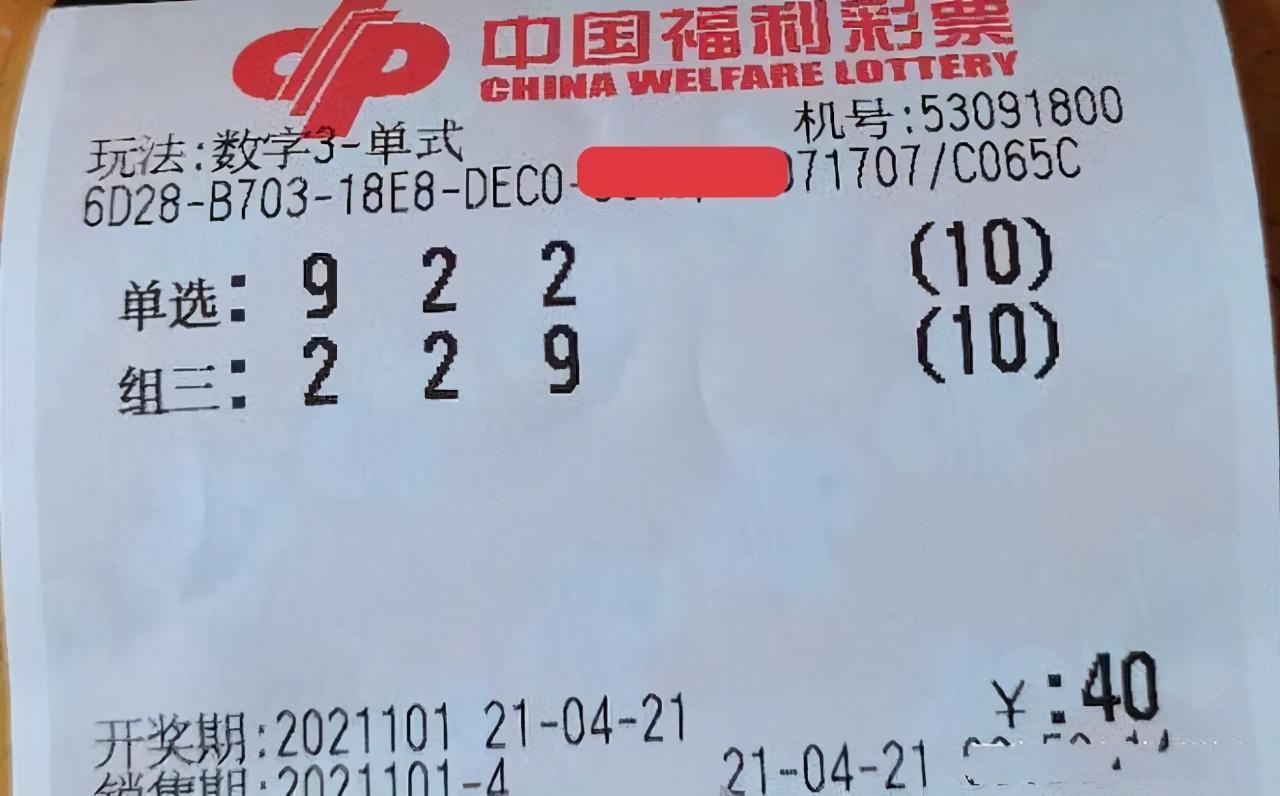 中国福利彩票
CHINA WELFARE LOTTERY
玩法:数字3-单式 机号:53091800
6D28-B703-18E8-DEC0- 71707/C065C
单选: 9 2 2 (10)
组三: 2 2 9 (10)
¥:40
开奖期:2021101 21-04-21
销售期:2021101-4 21-04-21